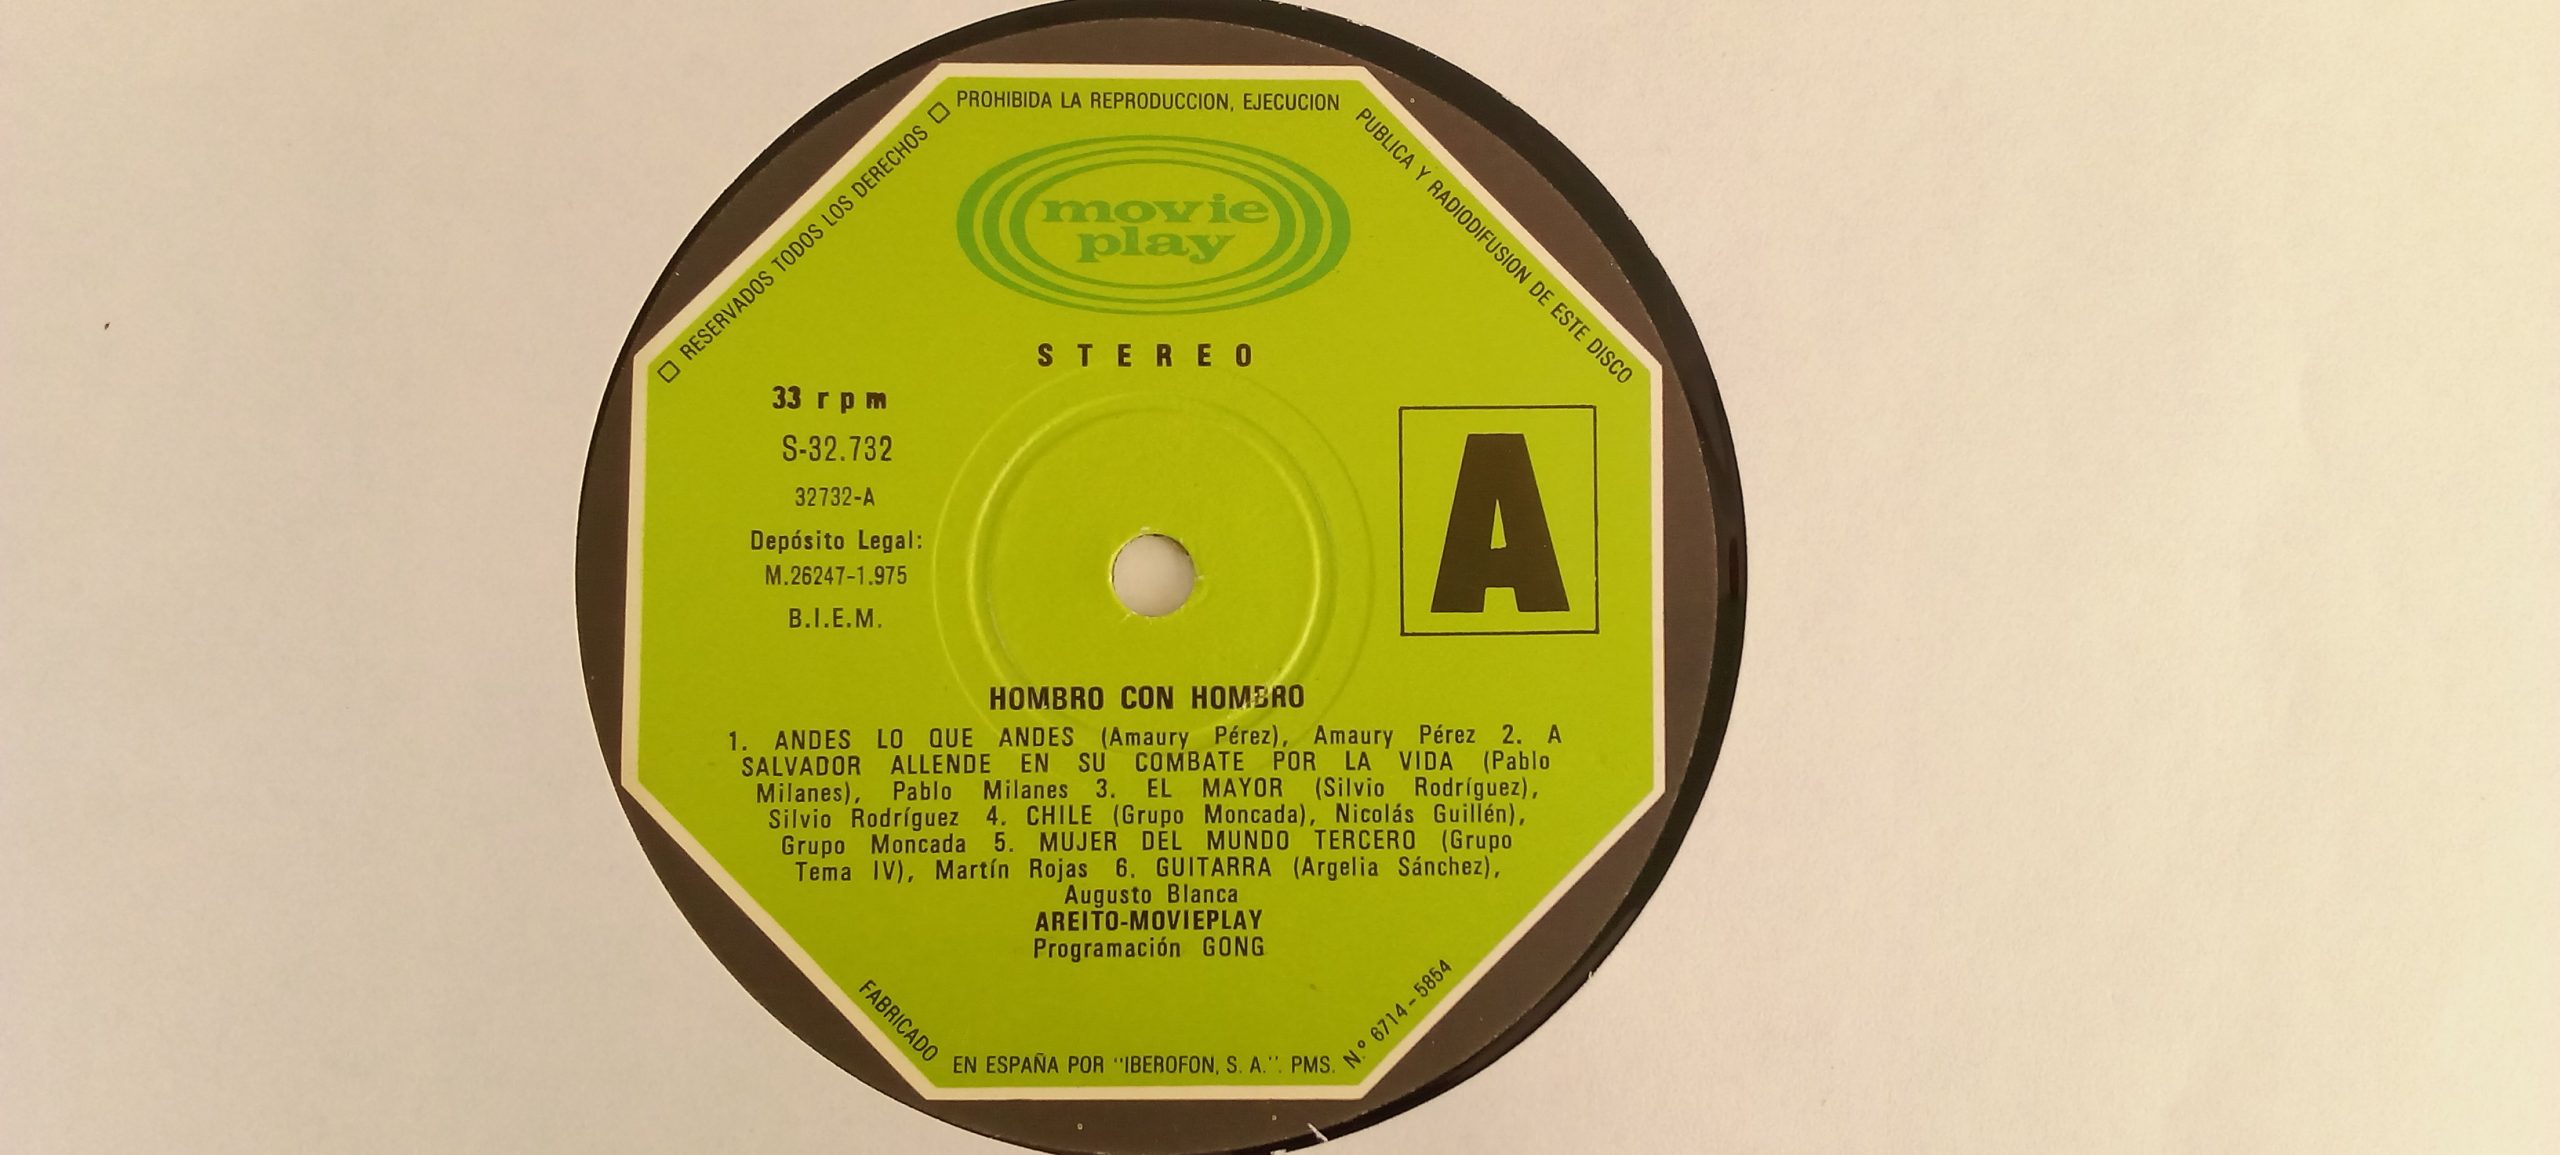 □ RESERVADOS TODOS LOS DERECHOS □ PROHIBIDA LA REPRODUCCION, EJECUCION PUBLICA Y RADIODIFUSION DE ESTE DISCO
movie
play
STEREO
33 rpm
S-32.732
32732-A
Depósito Legal:
M.26247-1.975
B.I.E.M.
A
HOMBRO CON HOMBRO
1. ANDES LO QUE ANDES (Amaury Pérez), Amaury Pérez 2. A
SALVADOR ALLENDE EN SU COMBATE POR LA VIDA (Pablo
Milanes), Pablo Milanes 3. EL MAYOR (Silvio Rodríguez),
Silvio Rodríguez 4. CHILE (Grupo Moncada), Nicolás Guillén),
Grupo Moncada 5. MUJER DEL MUNDO TERCERO (Grupo
Tema IV), Martín Rojas 6. GUITARRA (Argelia Sánchez),
Augusto Blanca
AREITO-MOVIEPLAY
Programación GONG
FABRICADO EN ESPAÑA POR "IBEROFON, S. A.". PMS. N.º 6714-5854